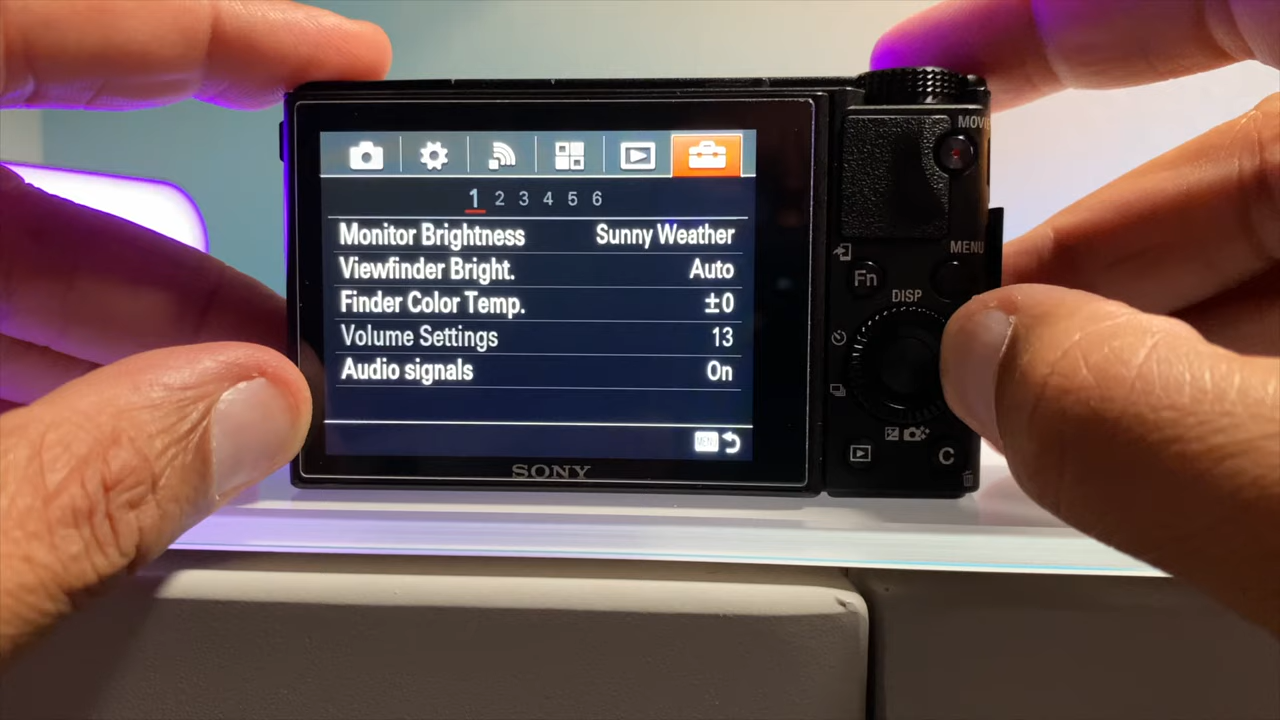 1 2 3 4 5 6
Monitor Brightness Sunny Weather
Viewfinder Bright. Auto
Finder Color Temp. ±0
Volume Settings 13
Audio signals On
MENU
SONY
MENU
Fn
DISP
C